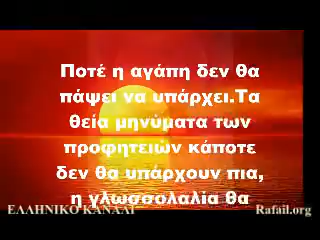 Ποτέ η αγάπη δεν θα
πάψει να υπάρχει.Τα
θεία μηνύματα των
προφητειών κάποτε
δεν θα υπάρχουν πια,
η γλωσσολαλία θα
ΕΛΛΗΝΙΚΟ ΚΑΝΑΛΙ
Rafail.org